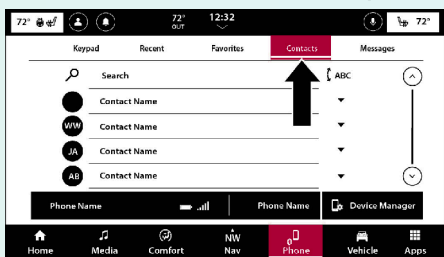 72° 72° OUT 12:32 72°
Keypad Recent Favorites Contacts Messages
Search ABC
Contact Name
WW Contact Name
JA Contact Name
AB Contact Name
Phone Name Phone Name Device Manager
NW
Home Media Comfort Nav Phone Vehicle Apps